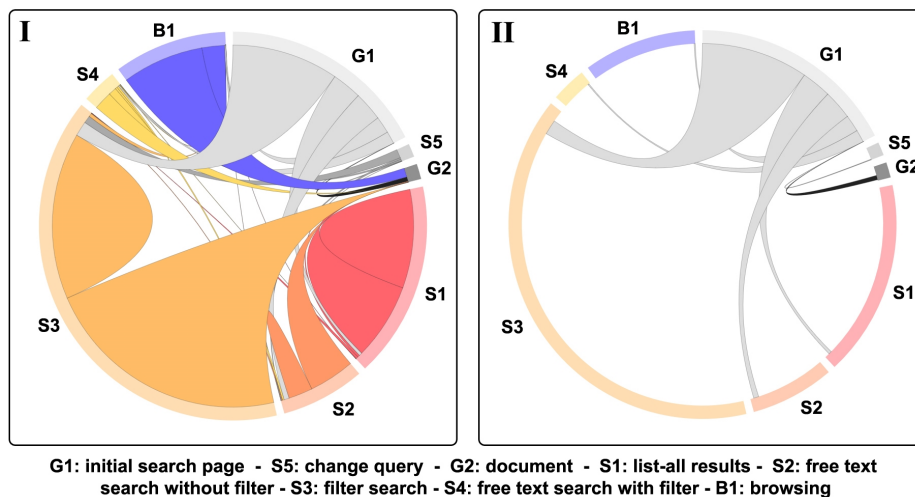 I
B1
G1
S4
S5
G2
S1
S3
S2
II
B1
G1
S4
S5
G2
S1
S3
S2
G1: initial search page - S5: change query - G2: document - S1: list-all results - S2: free text
search without filter - S3: filter search - S4: free text search with filter - B1: browsing